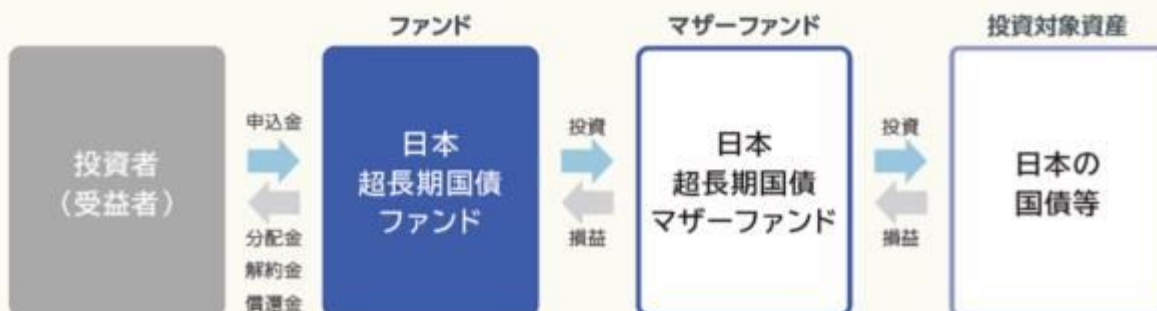 ファンド
マザーファンド
投資対象資産
投資者
（受益者）
申込金
分配金
解約金
償還金
日本
超長期国債
ファンド
投資
損益
日本
超長期国債
マザーファンド
投資
損益
日本の
国債等